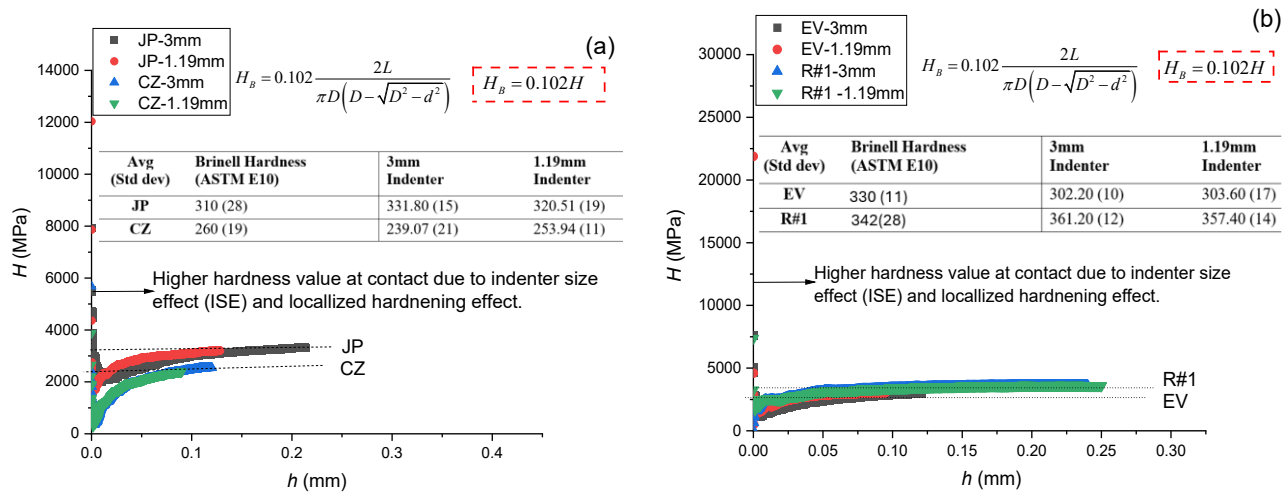 (a)
JP-3mm
JP-1.19mm
CZ-3mm
CZ-1.19mm
H_B = 0.102 2L / πD(D−√D²−d²)
H_B = 0.102H
Avg (Std dev) Brinell Hardness (ASTM E10) 3mm Indenter 1.19mm Indenter
JP 310 (28) 331.80 (15) 320.51 (19)
CZ 260 (19) 239.07 (21) 253.94 (11)
Higher hardness value at contact due to indenter size
effect (ISE) and locallized hardnening effect.
JP
CZ
H (MPa)
14000
12000
10000
8000
6000
4000
2000
0
0.0 0.1 0.2 0.3 0.4
h (mm)
(b)
EV-3mm
EV-1.19mm
R#1-3mm
R#1 -1.19mm
H_B = 0.102 2L / πD(D−√D²−d²)
H_B = 0.102H
Avg (Std dev) Brinell Hardness (ASTM E10) 3mm Indenter 1.19mm Indenter
EV 330 (11) 302.20 (10) 303.60 (17)
R#1 342(28) 361.20 (12) 357.40 (14)
Higher hardness value at contact due to indenter size
effect (ISE) and locallized hardnening effect.
R#1
EV
H (MPa)
30000
27500
25000
22500
20000
17500
15000
12500
10000
7500
5000
2500
0
0.00 0.05 0.10 0.15 0.20 0.25 0.30
h (mm)